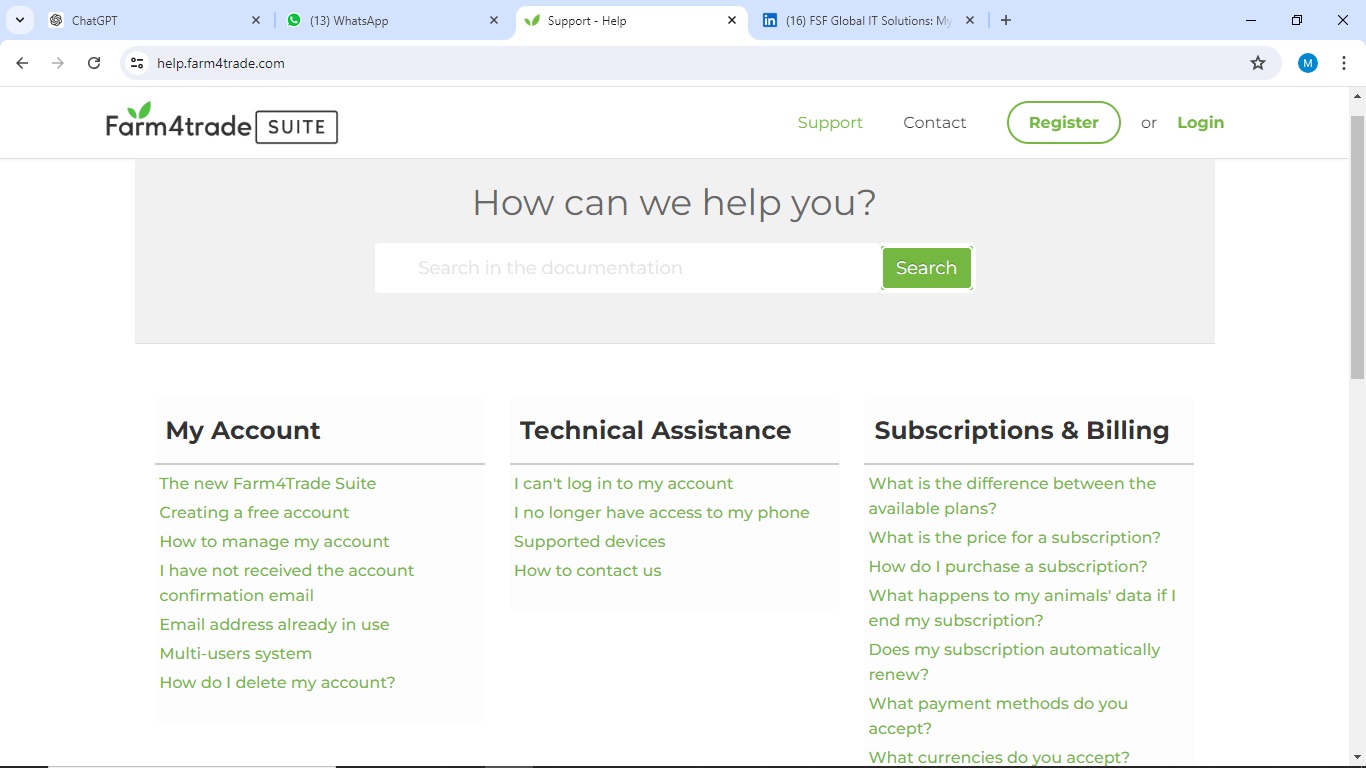 ChatGPT
(13) WhatsApp
Support - Help
(16) FSF Global IT Solutions: My
help.farm4trade.com
M
Farm4trade SUITE
Support
Contact
Register
or
Login
How can we help you?
Search in the documentation
Search
My Account
The new Farm4Trade Suite
Creating a free account
How to manage my account
I have not received the account
confirmation email
Email address already in use
Multi-users system
How do I delete my account?
Technical Assistance
I can't log in to my account
I no longer have access to my phone
Supported devices
How to contact us
Subscriptions & Billing
What is the difference between the
available plans?
What is the price for a subscription?
How do I purchase a subscription?
What happens to my animals' data if I
end my subscription?
Does my subscription automatically
renew?
What payment methods do you
accept?
What currencies do you accept?